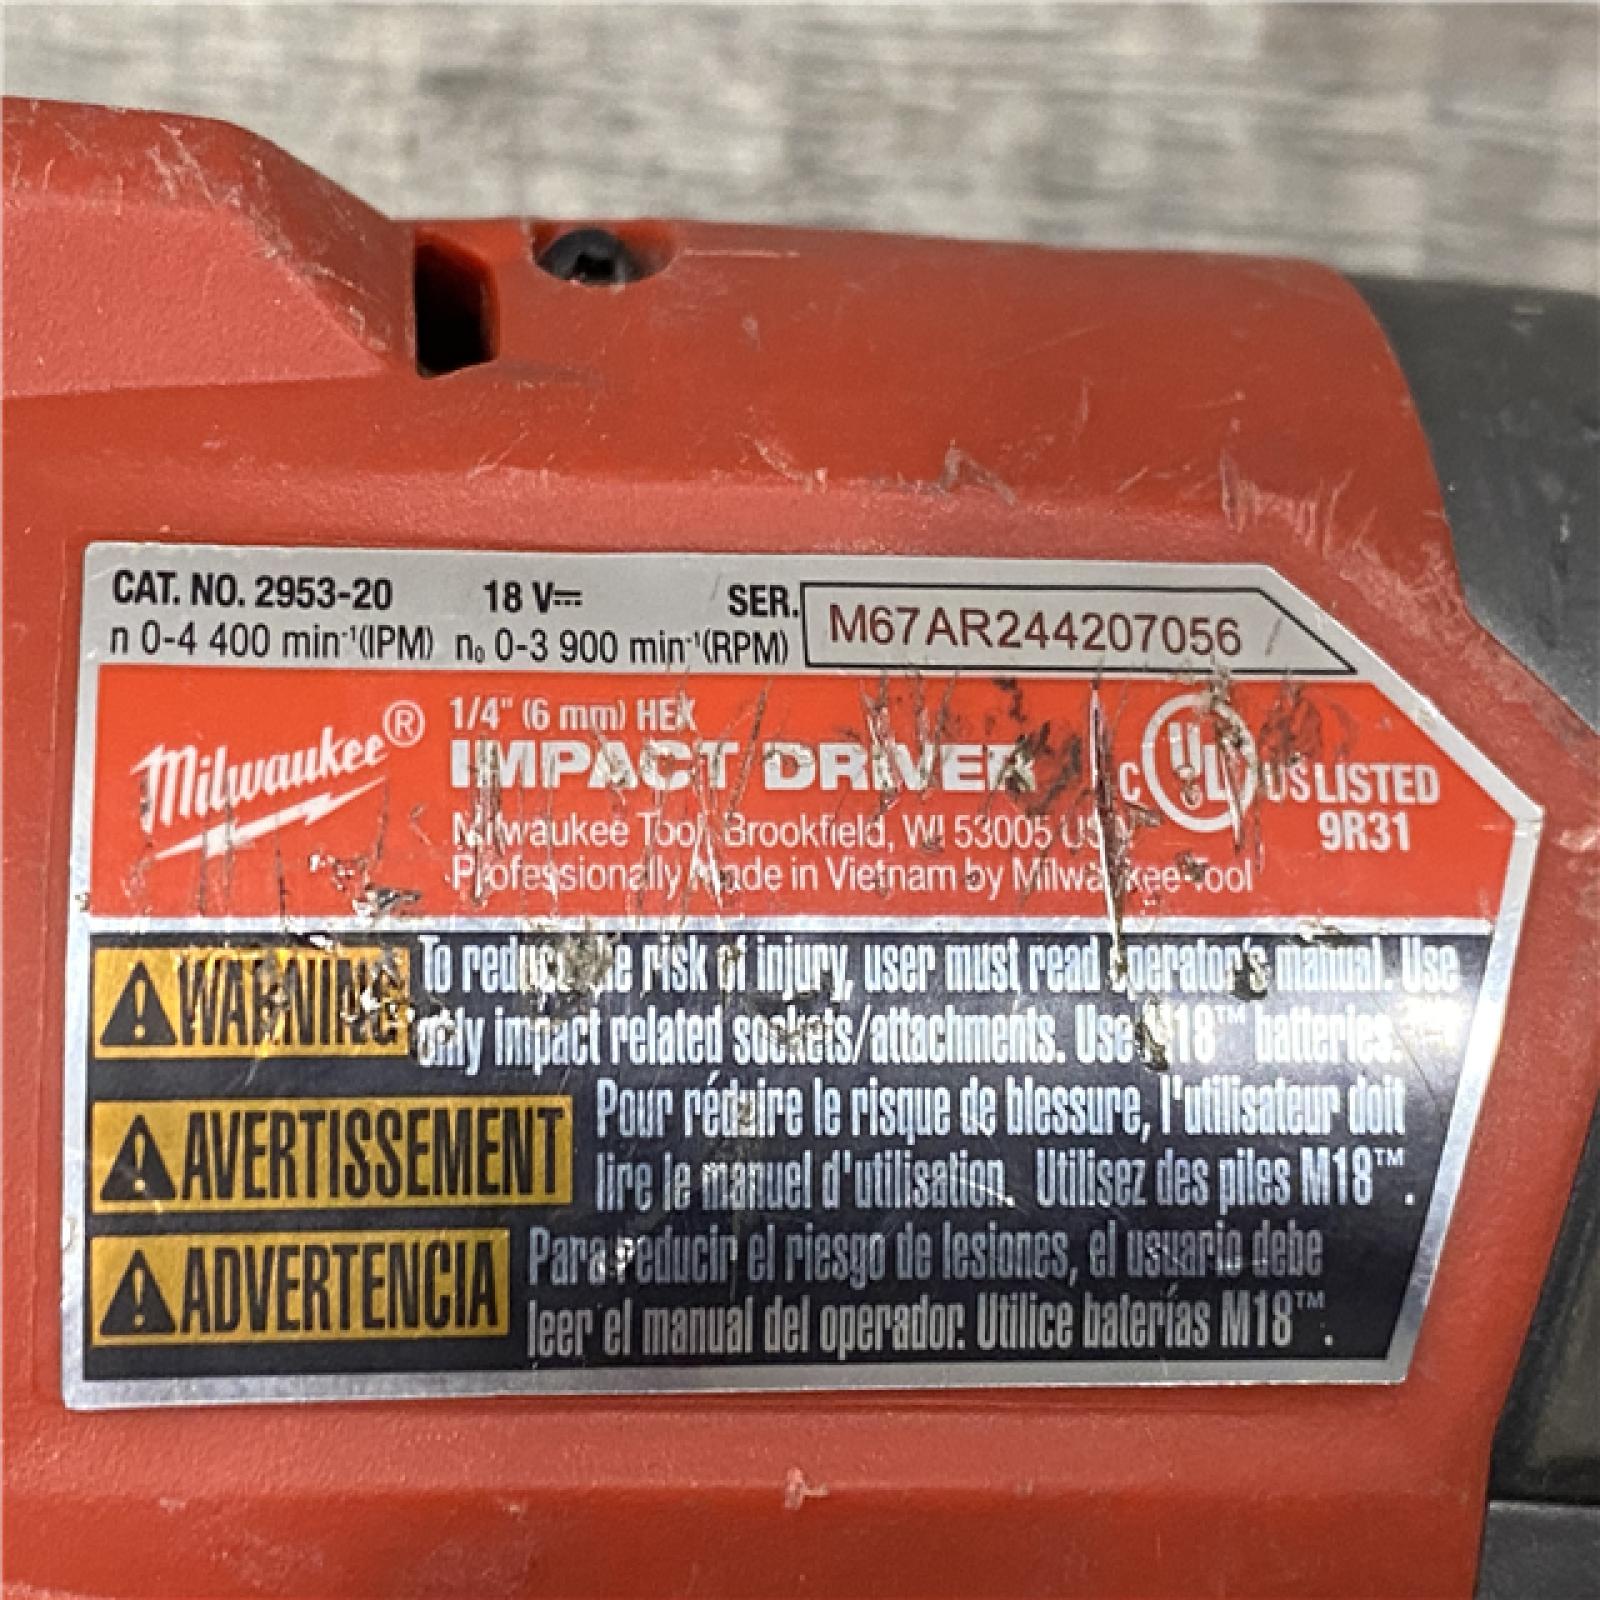 CAT. NO. 2953-20 18 V⎓ SER. M67AR244207056
n 0-4 400 min⁻¹(IPM) n₀ 0-3 900 min⁻¹(RPM)
Milwaukee® 1/4" (6 mm) HEX
IMPACT DRIVER
C UL US LISTED
9R31
Milwaukee Tool, Brookfield, WI 53005 USA
Professionally Made in Vietnam by Milwaukee Tool
WARNING To reduce the risk of injury, user must read operator's manual. Use
only impact related sockets/attachments. Use M18™ batteries.
AVERTISSEMENT Pour réduire le risque de blessure, l'utilisateur doit
lire le manuel d'utilisation. Utilisez des piles M18™ .
ADVERTENCIA Para reducir el riesgo de lesiones, el usuario debe
leer el manual del operador. Utilice baterías M18™ .